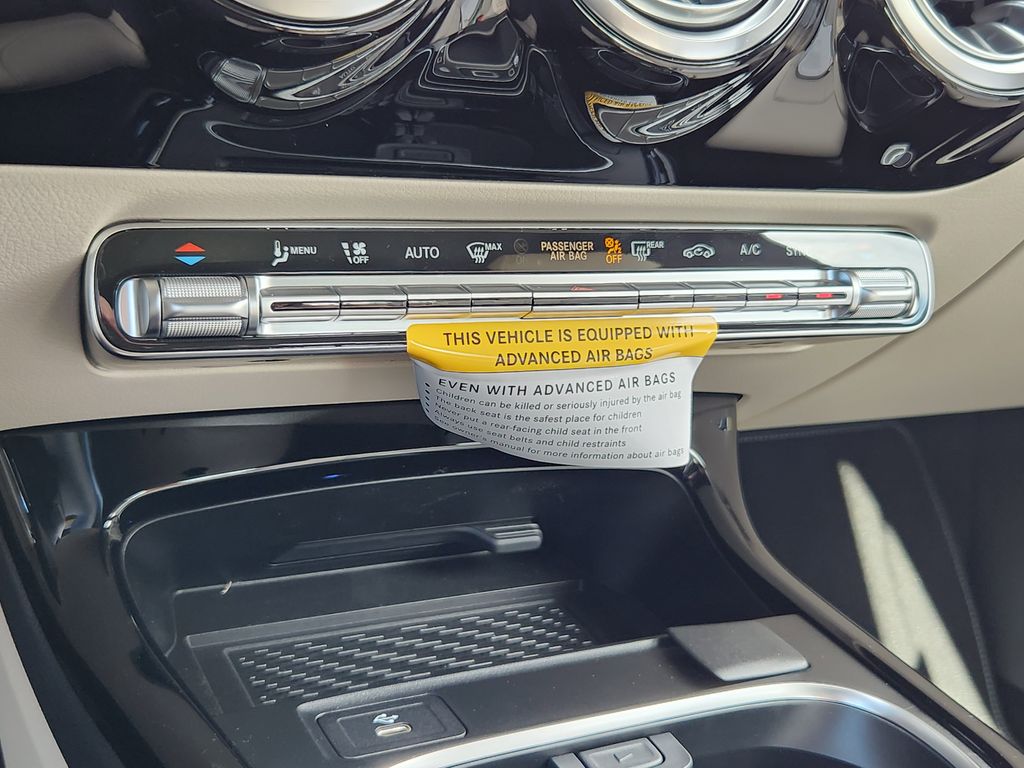 MENU
OFF
AUTO
MAX
PASSENGER
AIR BAG
OFF
REAR
A/C
THIS VEHICLE IS EQUIPPED WITH
ADVANCED AIR BAGS
EVEN WITH ADVANCED AIR BAGS
• Children can be killed or seriously injured by the air bag
• The back seat is the safest place for children
• Never put a rear-facing child seat in the front
• Always use seat belts and child restraints
• See owner's manual for more information about air bags